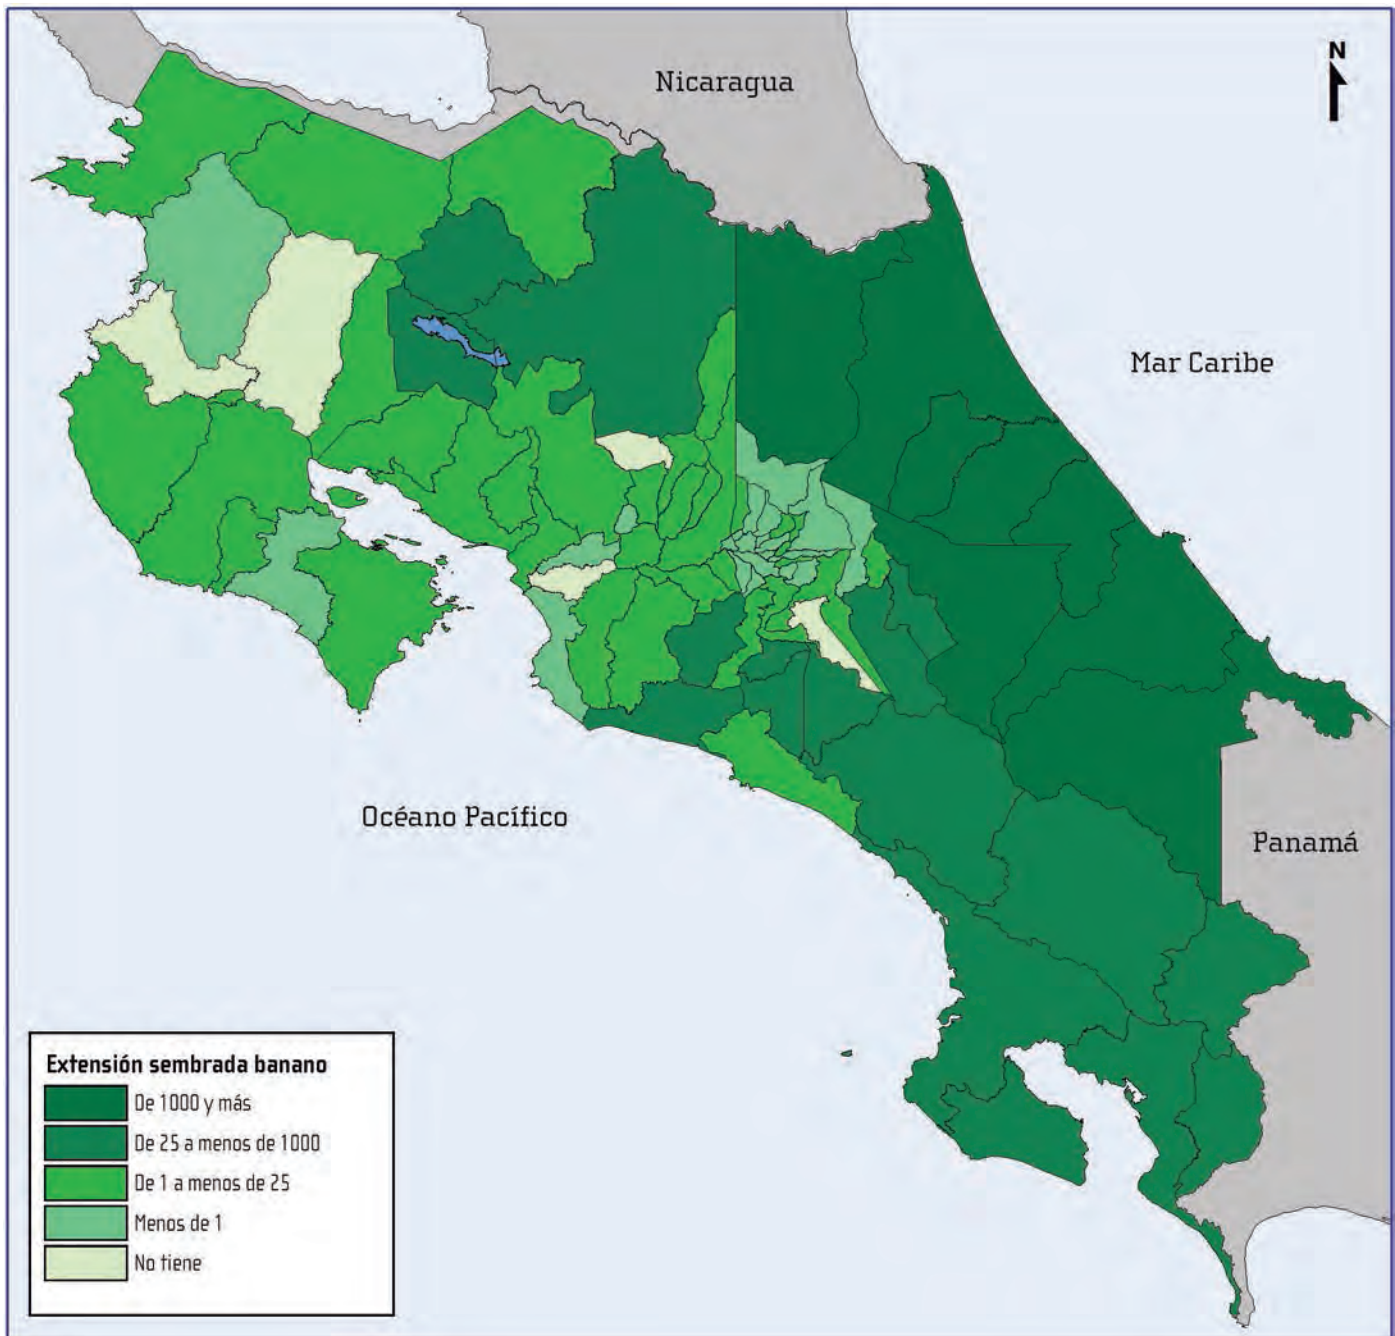 N
Nicaragua
Mar Caribe
Océano Pacífico
Panamá
Extensión sembrada banano
De 1000 y más
De 25 a menos de 1000
De 1 a menos de 25
Menos de 1
No tiene